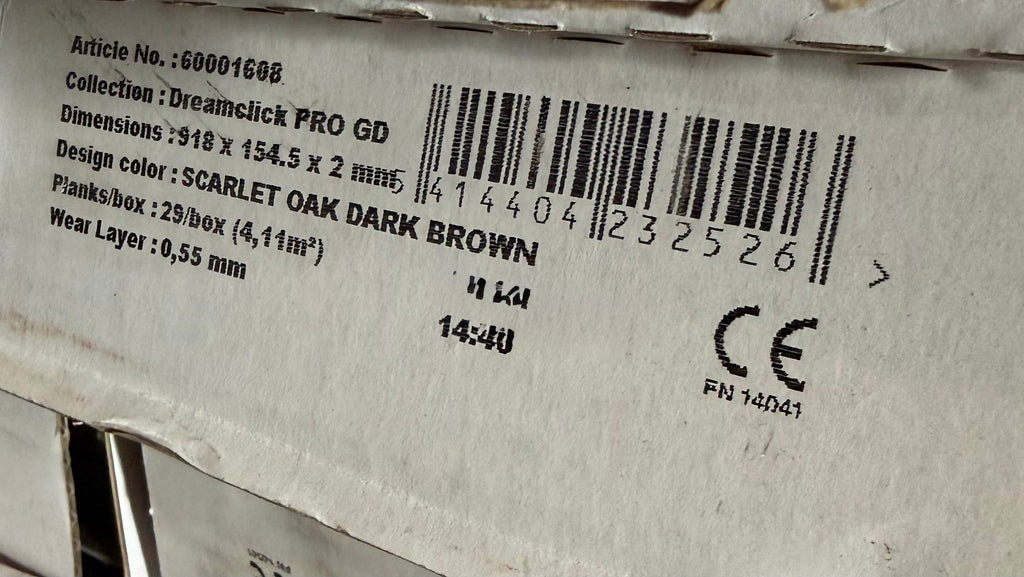 Article No. : 60001608
Collection : Dreamclick PRO GD
Dimensions : 918 x 154.5 x 2 mm
Design color : SCARLET OAK DARK BROWN
Planks/box : 29/box (4,11m²)
Wear Layer : 0,55 mm
14:40
5 414404 232526 >
CE
EN 14041